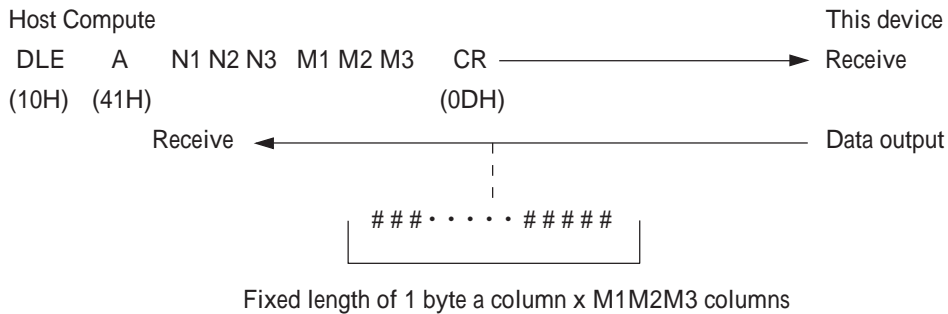 Host Compute This device
DLE A N1 N2 N3 M1 M2 M3 CR Receive
(10H) (41H) (0DH)
Receive Data output
# # # · · · · · # # # # #
Fixed length of 1 byte a column x M1M2M3 columns